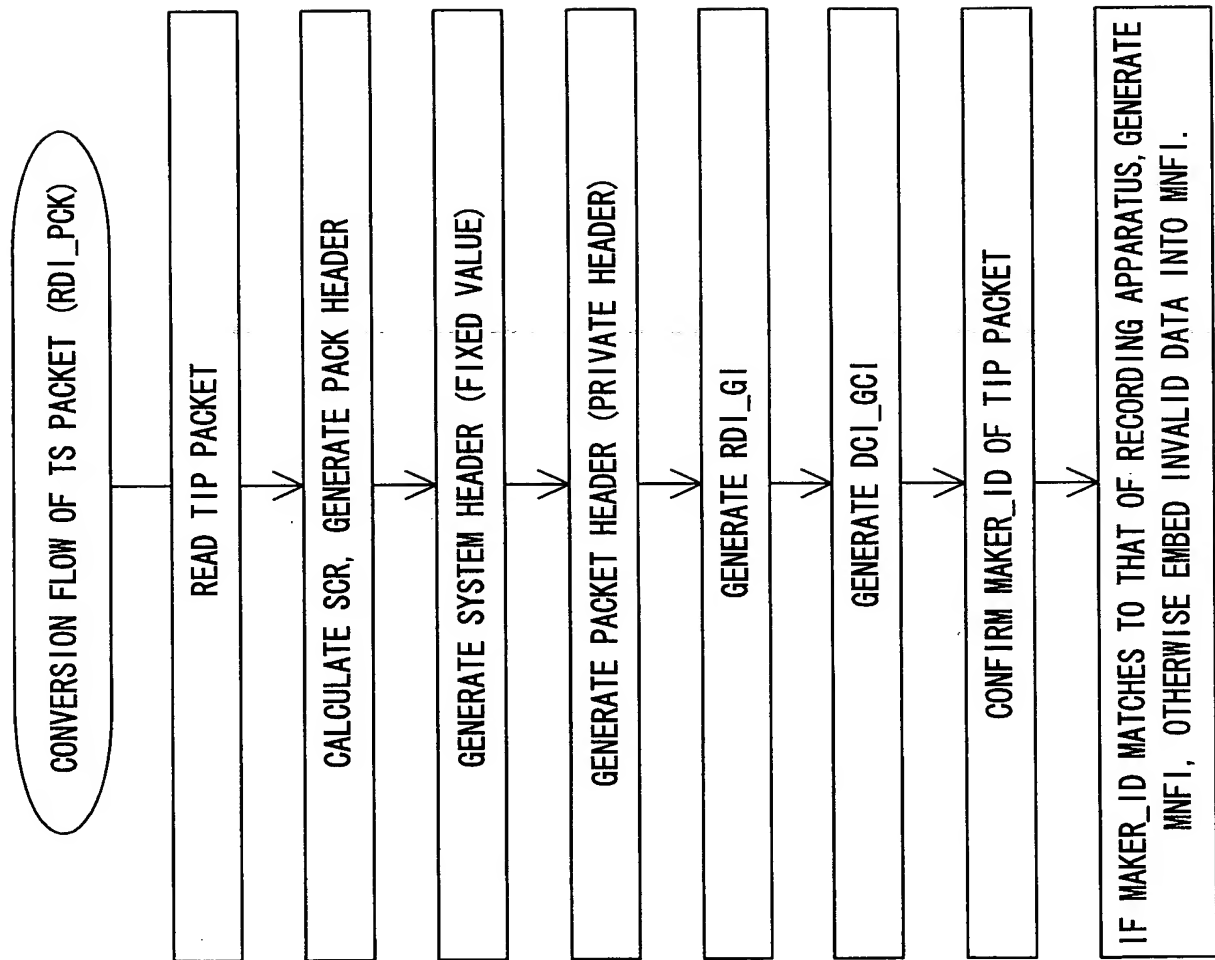 CONVERSION FLOW OF TS PACKET (RDI_PCK)
READ TIP PACKET
CALCULATE SCR, GENERATE PACK HEADER
GENERATE SYSTEM HEADER (FIXED VALUE)
GENERATE PACKET HEADER (PRIVATE HEADER)
GENERATE RDI_GI
GENERATE DCI_GCI
CONFIRM MAKER_ID OF TIP PACKET
IF MAKER_ID MATCHES TO THAT OF RECORDING APPARATUS, GENERATE
MNFI, OTHERWISE EMBED INVALID DATA INTO MNFI.